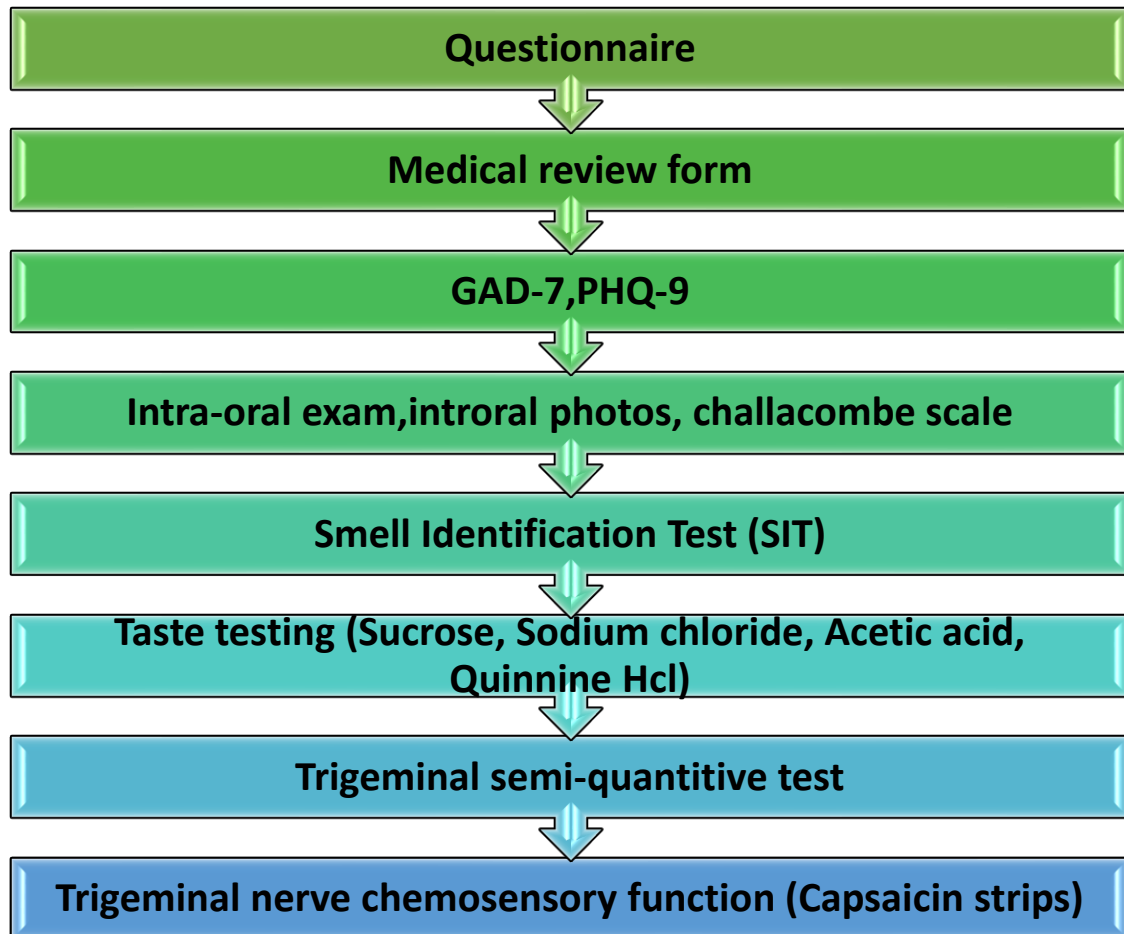 Questionnaire
Medical review form
GAD-7,PHQ-9
Intra-oral exam,introral photos, challacombe scale
Smell Identification Test (SIT)
Taste testing (Sucrose, Sodium chloride, Acetic acid,
Quinnine Hcl)
Trigeminal semi-quantitive test
Trigeminal nerve chemosensory function (Capsaicin strips)